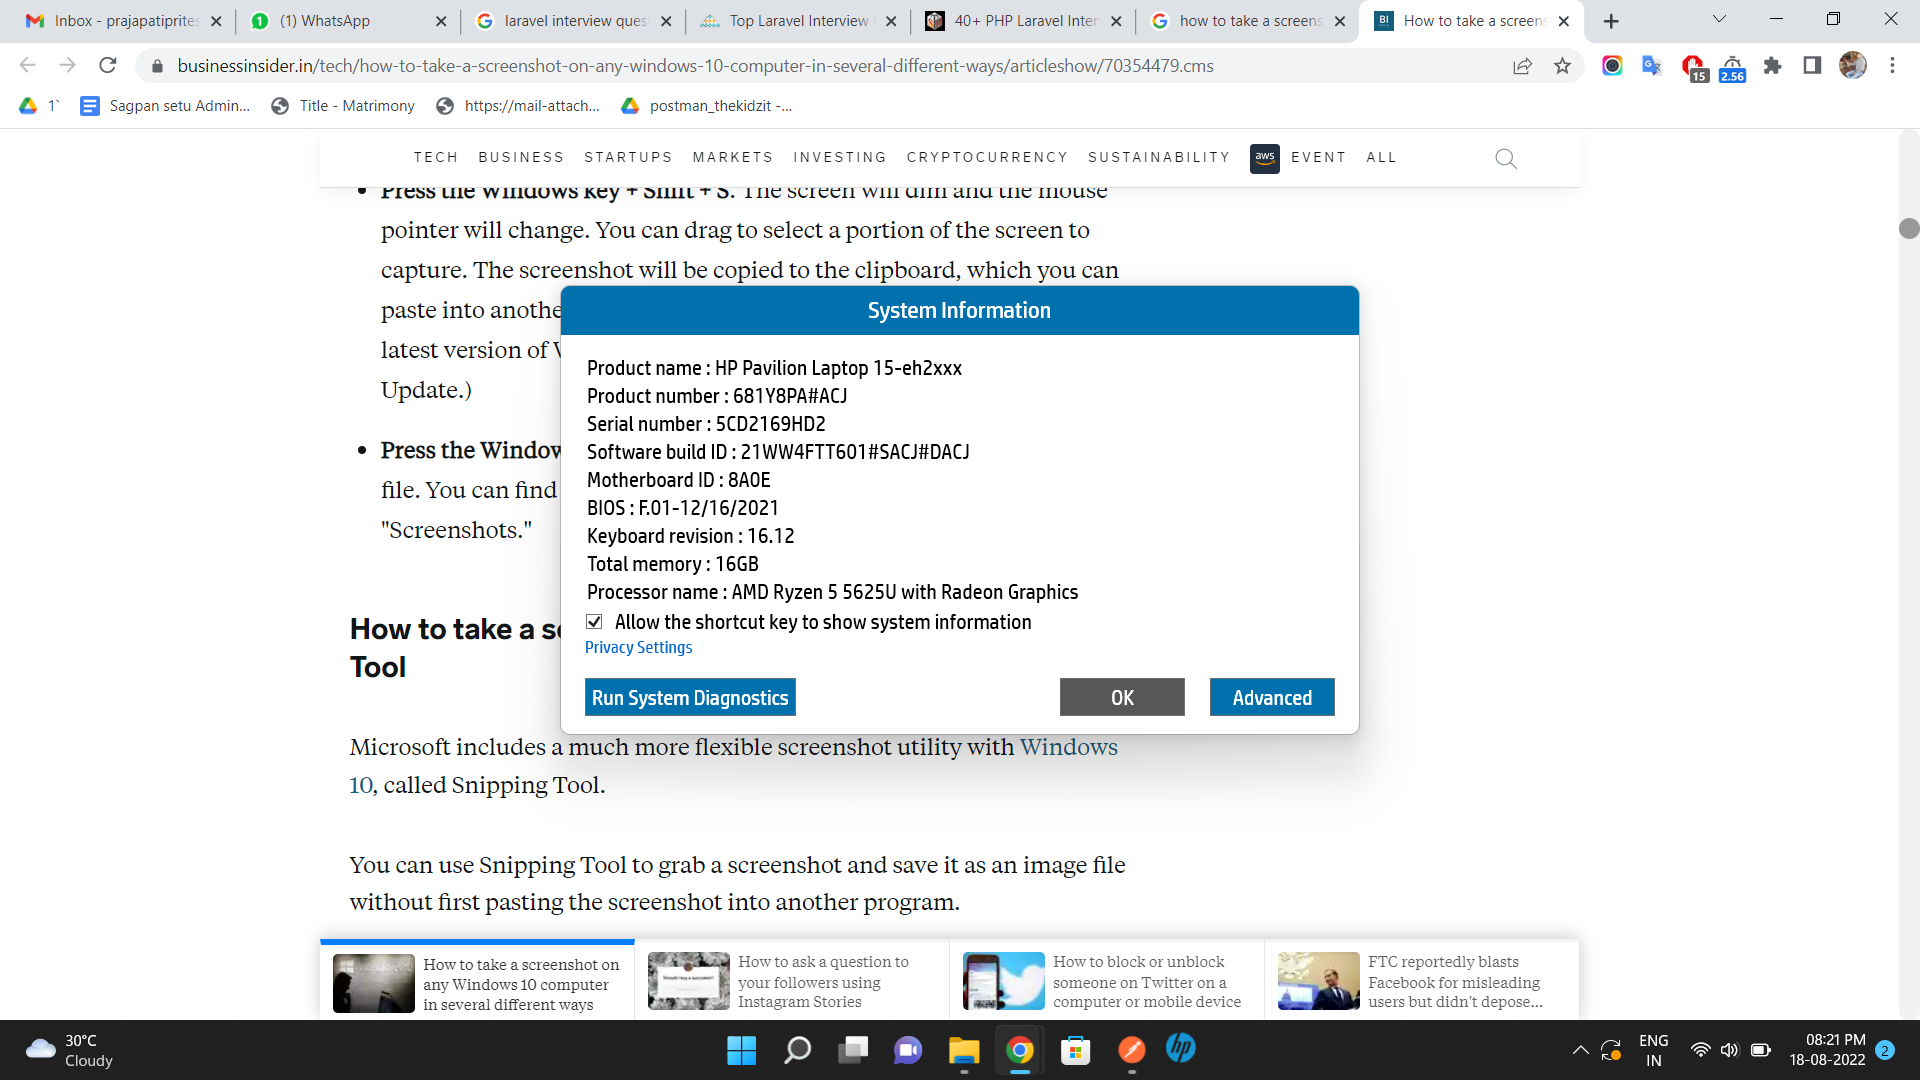 Inbox - prajapatiprites
(1) WhatsApp
laravel interview ques
Top Laravel Interview
40+ PHP Laravel Inter
how to take a screens
BI
How to take a screen
businessinsider.in/tech/how-to-take-a-screenshot-on-any-windows-10-computer-in-several-different-ways/articleshow/70354479.cms
15
2.56
1`
Sagpan setu Admin...
Title - Matrimony
https://mail-attach...
postman_thekidzit -...
TECH BUSINESS STARTUPS MARKETS INVESTING CRYPTOCURRENCY SUSTAINABILITY aws EVENT ALL
Press the Windows key + Shift + S. The screen will dim and the mouse
pointer will change. You can drag to select a portion of the screen to
capture. The screenshot will be copied to the clipboard, which you can
paste into anothe
latest version of
Update.)
Press the Window
file. You can find
"Screenshots."
System Information
Product name : HP Pavilion Laptop 15-eh2xxx
Product number : 681Y8PA#ACJ
Serial number : 5CD2169HD2
Software build ID : 21WW4FTT601#SACJ#DACJ
Motherboard ID : 8A0E
BIOS : F.01-12/16/2021
Keyboard revision : 16.12
Total memory : 16GB
Processor name : AMD Ryzen 5 5625U with Radeon Graphics
Allow the shortcut key to show system information
Privacy Settings
Run System Diagnostics
OK
Advanced
How to take a s
Tool
Microsoft includes a much more flexible screenshot utility with Windows
10, called Snipping Tool.
You can use Snipping Tool to grab a screenshot and save it as an image file
without first pasting the screenshot into another program.
How to take a screenshot on
any Windows 10 computer
in several different ways
How to ask a question to
your followers using
Instagram Stories
How to block or unblock
someone on Twitter on a
computer or mobile device
FTC reportedly blasts
Facebook for misleading
users but didn't depose...
30°C
Cloudy
hp
ENG
IN
08:21 PM
18-08-2022
2